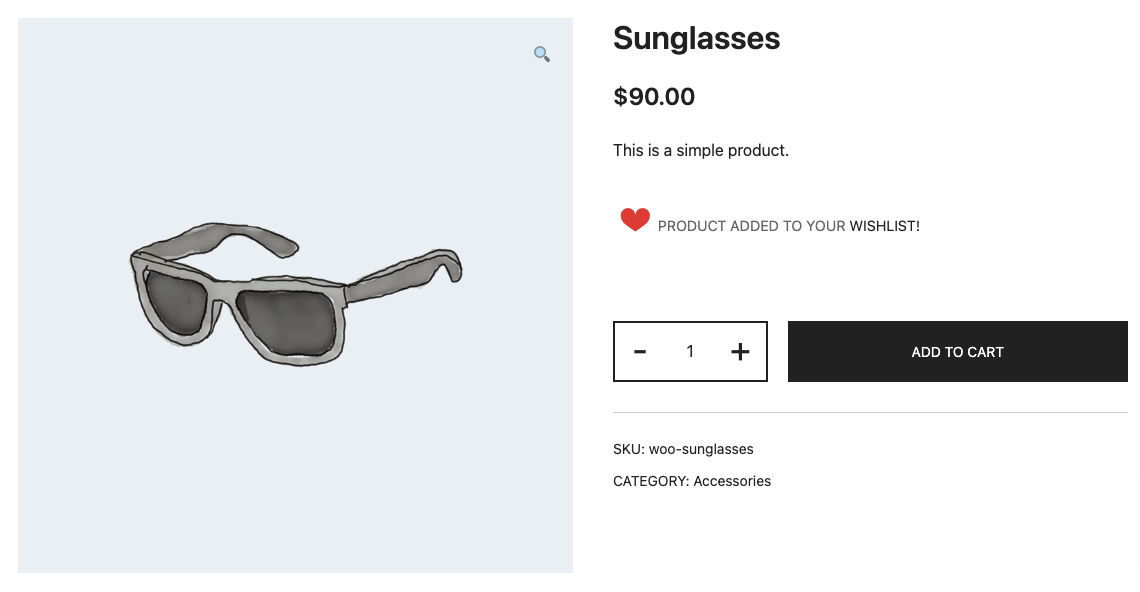 Sunglasses
$90.00
This is a simple product.
PRODUCT ADDED TO YOUR WISHLIST!
- 1 +
ADD TO CART
SKU: woo-sunglasses
CATEGORY: Accessories